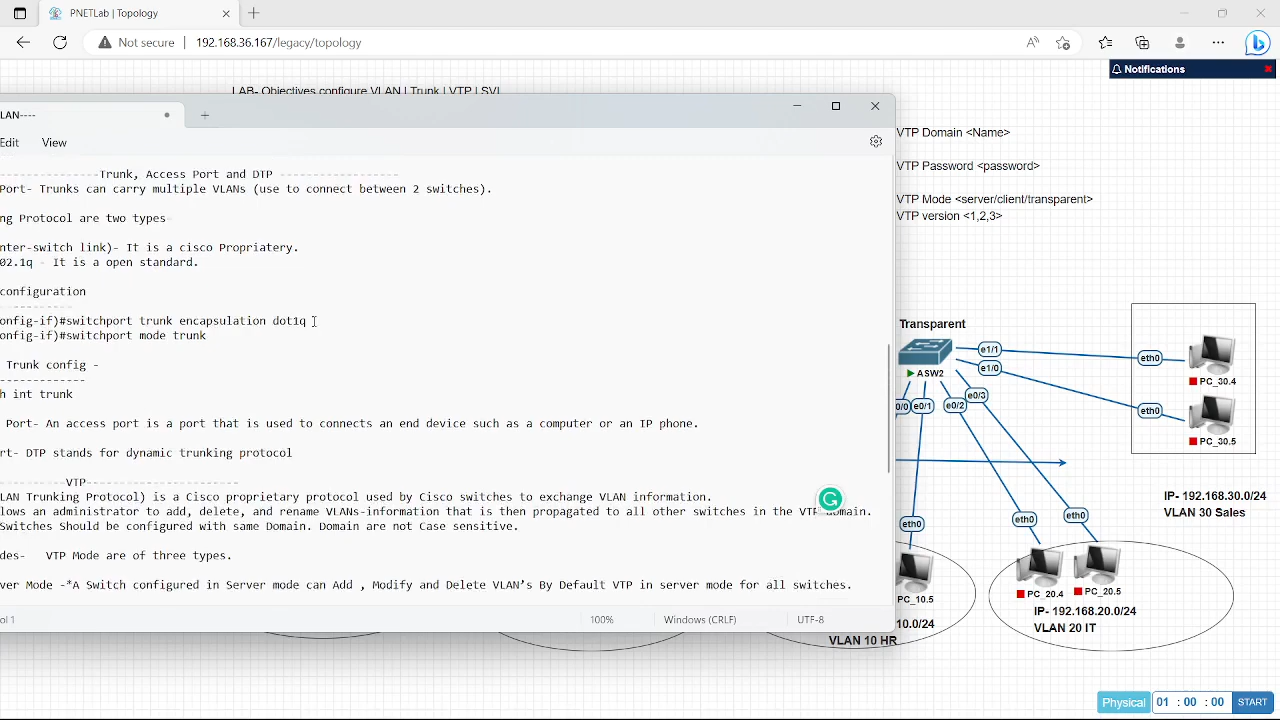 PNETLab | Topology
Not secure
192.168.36.167/legacy/topology
Notifications
LAB- Objectives configure VLAN | Trunk | VTP | SVI
LAN----
Edit
View
VTP Domain <Name>
VTP Password <password>
VTP Mode <server/client/transparent>
VTP version <1,2,3>
---------------Trunk, Access Port and DTP ------------------
Port- Trunks can carry multiple VLANs (use to connect between 2 switches).
ng Protocol are two types-
nter-switch link)- It is a cisco Propriatery.
02.1q - It is a open standard.
configuration
-----------
onfig-if)#switchport trunk encapsulation dot1q
onfig-if)#switchport mode trunk
Trunk config -
-------------
h int trunk
Port- An access port is a port that is used to connects an end device such as a computer or an IP phone.
rt- DTP stands for dynamic trunking protocol
----------VTP-----------------------
LAN Trunking Protocol) is a Cisco proprietary protocol used by Cisco switches to exchange VLAN information.
lows an administrator to add, delete, and rename VLANs-information that is then propagated to all other switches in the VTP domain.
Switches Should be configured with same Domain. Domain are not Case sensitive.
des- VTP Mode are of three types.
ver Mode -*A Switch configured in Server mode can Add , Modify and Delete VLAN's By Default VTP in server mode for all switches.
ol 1
100%
Windows (CRLF)
UTF-8
Transparent
ASW2
e1/1
e1/0
e0/3
e0/2
e0/1
0/0
eth0
PC_30.4
eth0
PC_30.5
IP- 192.168.30.0/24
VLAN 30 Sales
eth0
eth0
eth0
PC_10.5
PC_20.4
PC_20.5
IP- 192.168.20.0/24
VLAN 20 IT
10.0/24
VLAN 10 HR
Physical
01 : 00 : 00
START